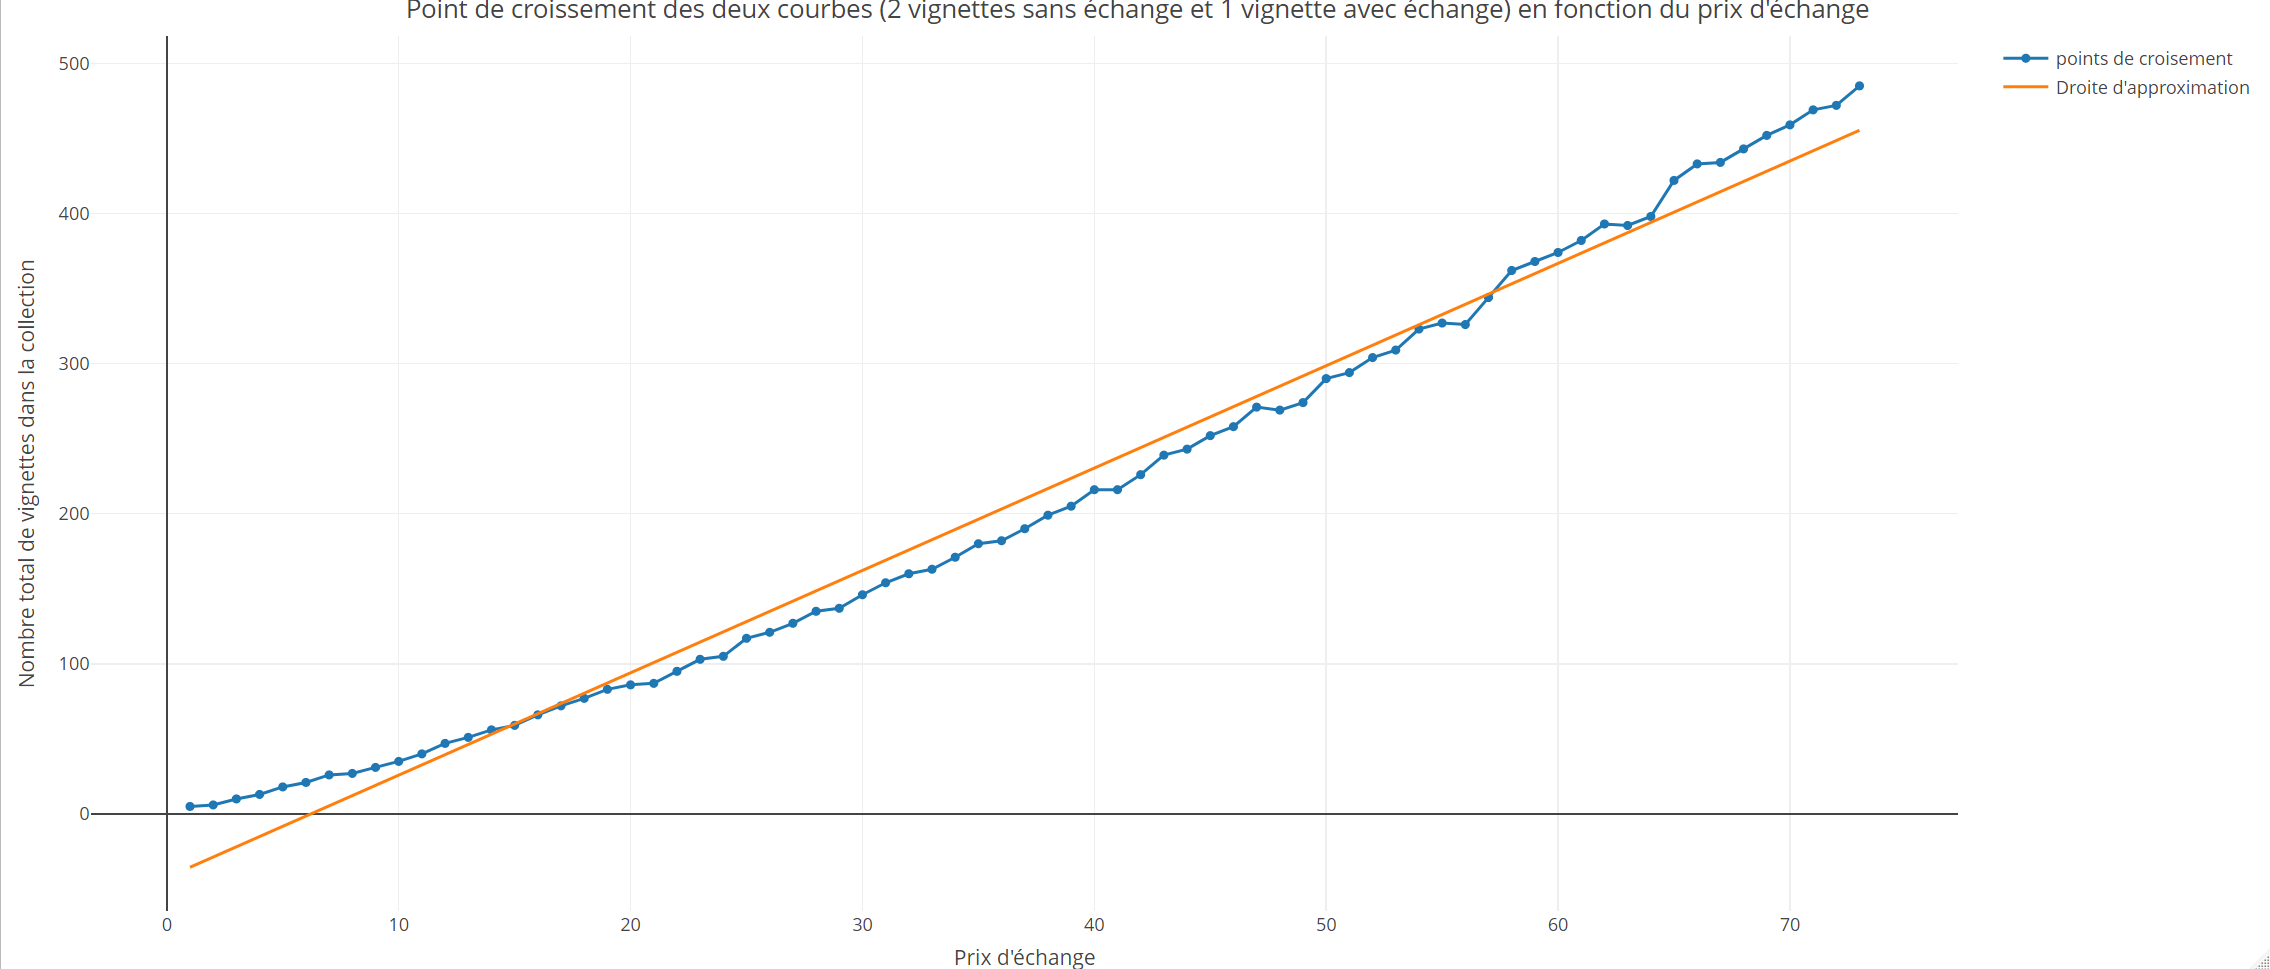 Point de croissement des deux courbes (2 vignettes sans échange et 1 vignette avec échange) en fonction du prix d'échange
points de croisement
Droite d'approximation
Nombre total de vignettes dans la collection
500
400
300
200
100
0
0 10 20 30 40 50 60 70
Prix d'échange